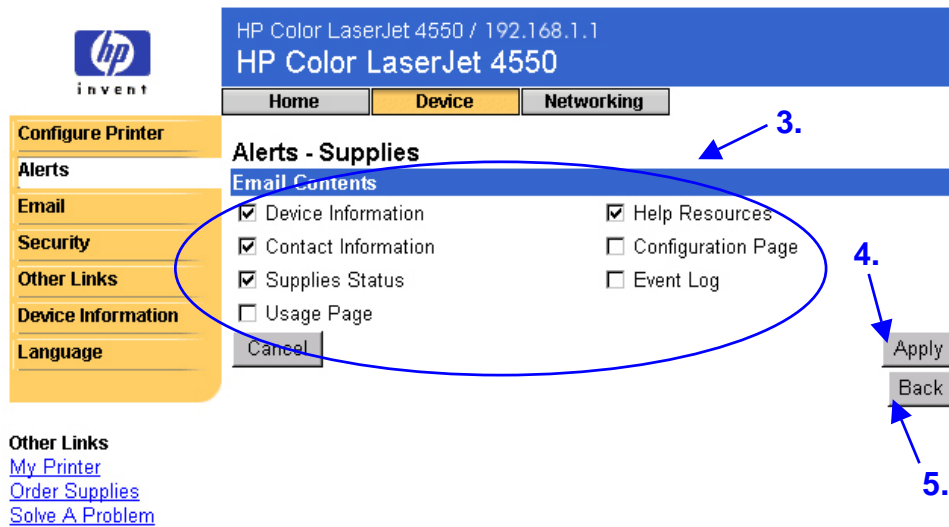 hp
invent
HP Color LaserJet 4550 / 192.168.1.1
HP Color LaserJet 4550
Home Device Networking
Configure Printer
Alerts
Email
Security
Other Links
Device Information
Language
3.
Alerts - Supplies
Email Contents
Device Information Help Resources
Contact Information Configuration Page
Supplies Status Event Log
Usage Page
4.
Cancel Apply
Back
5.
Other Links
My Printer
Order Supplies
Solve A Problem